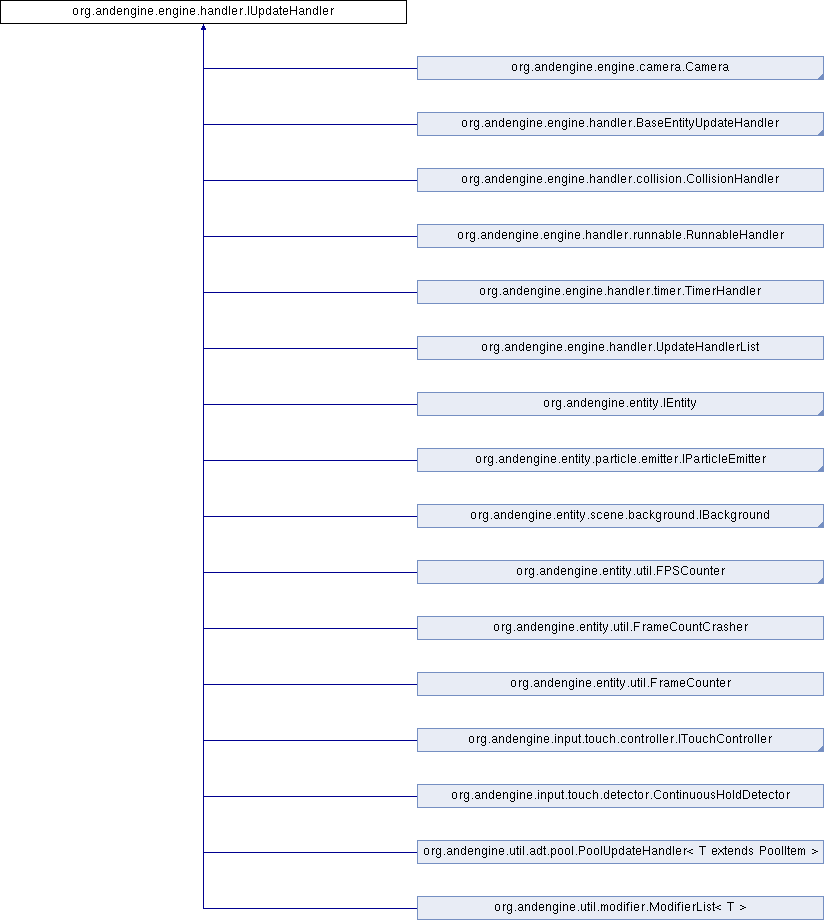 org.andengine.engine.handler.IUpdateHandler
org.andengine.engine.camera.Camera
org.andengine.engine.handler.BaseEntityUpdateHandler
org.andengine.engine.handler.collision.CollisionHandler
org.andengine.engine.handler.runnable.RunnableHandler
org.andengine.engine.handler.timer.TimerHandler
org.andengine.engine.handler.UpdateHandlerList
org.andengine.entity.IEntity
org.andengine.entity.particle.emitter.IParticleEmitter
org.andengine.entity.scene.background.IBackground
org.andengine.entity.util.FPSCounter
org.andengine.entity.util.FrameCountCrasher
org.andengine.entity.util.FrameCounter
org.andengine.input.touch.controller.ITouchController
org.andengine.input.touch.detector.ContinuousHoldDetector
org.andengine.util.adt.pool.PoolUpdateHandler< T extends PoolItem >
org.andengine.util.modifier.ModifierList< T >